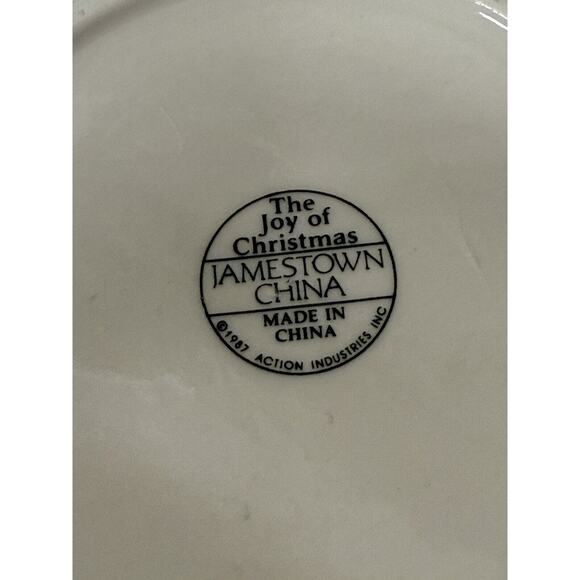 The
Joy of
Christmas
JAMESTOWN
CHINA
MADE IN
CHINA
©1987 ACTION INDUSTRIES INC